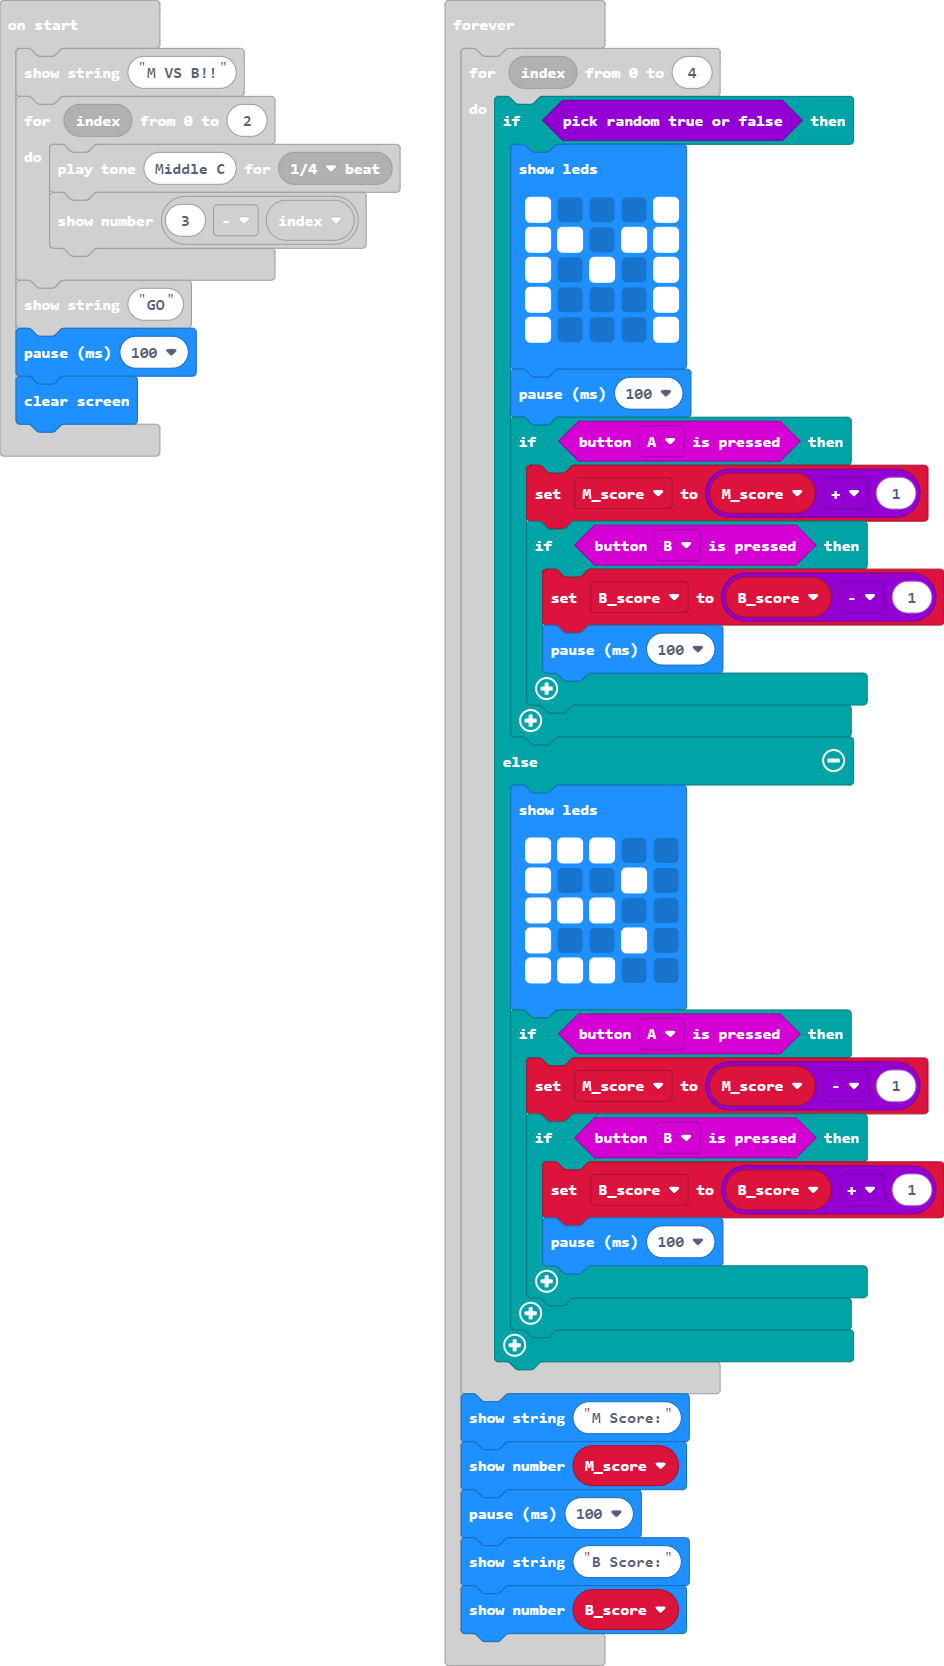 on start
show string "M VS B!!"
for index from 0 to 2
do
play tone Middle C for 1/4 beat
show number 3 - index
show string "GO"
pause (ms) 100
clear screen
forever
for index from 0 to 4
do
if pick random true or false then
show leds
pause (ms) 100
if button A is pressed then
set M_score to M_score + 1
if button B is pressed then
set B_score to B_score - 1
pause (ms) 100
else
show leds
if button A is pressed then
set M_score to M_score - 1
if button B is pressed then
set B_score to B_score + 1
pause (ms) 100
show string "M Score:"
show number M_score
pause (ms) 100
show string "B Score:"
show number B_score